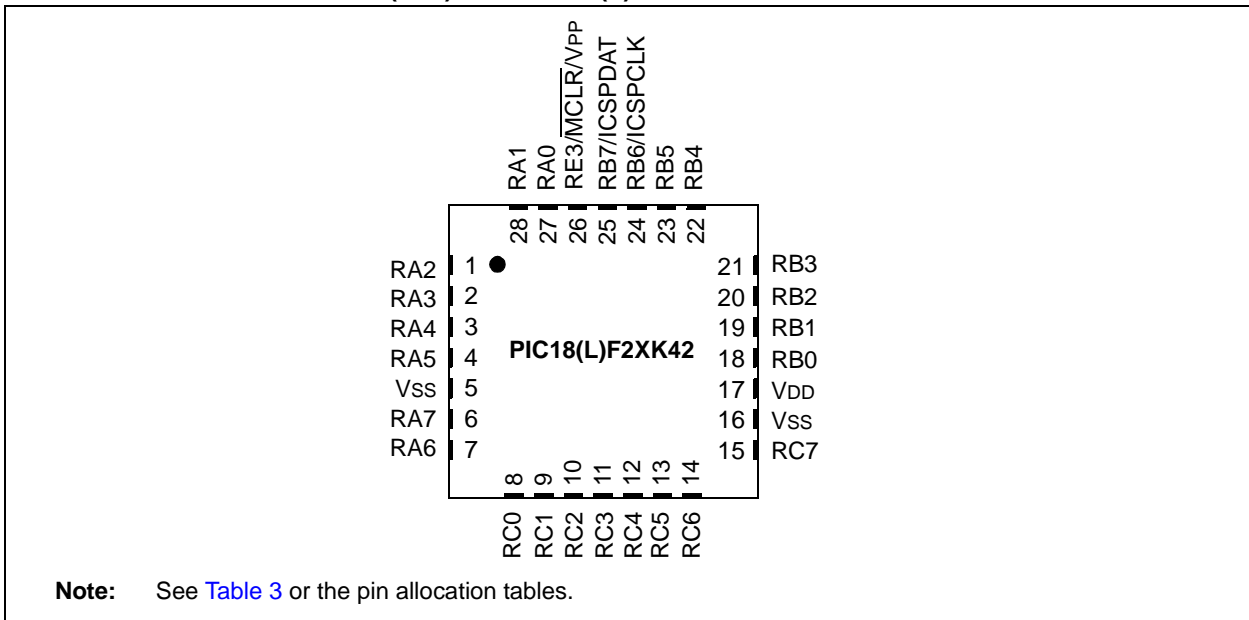 RA1
RA0
RE3/MCLR/VPP
RB7/ICSPDAT
RB6/ICSPCLK
RB5
RB4
28 27 26 25 24 23 22
RA2 1
RA3 2
RA4 3
RA5 4
VSS 5
RA7 6
RA6 7
PIC18(L)F2XK42
21 RB3
20 RB2
19 RB1
18 RB0
17 VDD
16 VSS
15 RC7
8 9 10 11 12 13 14
RC0
RC1
RC2
RC3
RC4
RC5
RC6
Note: See Table 3 or the pin allocation tables.